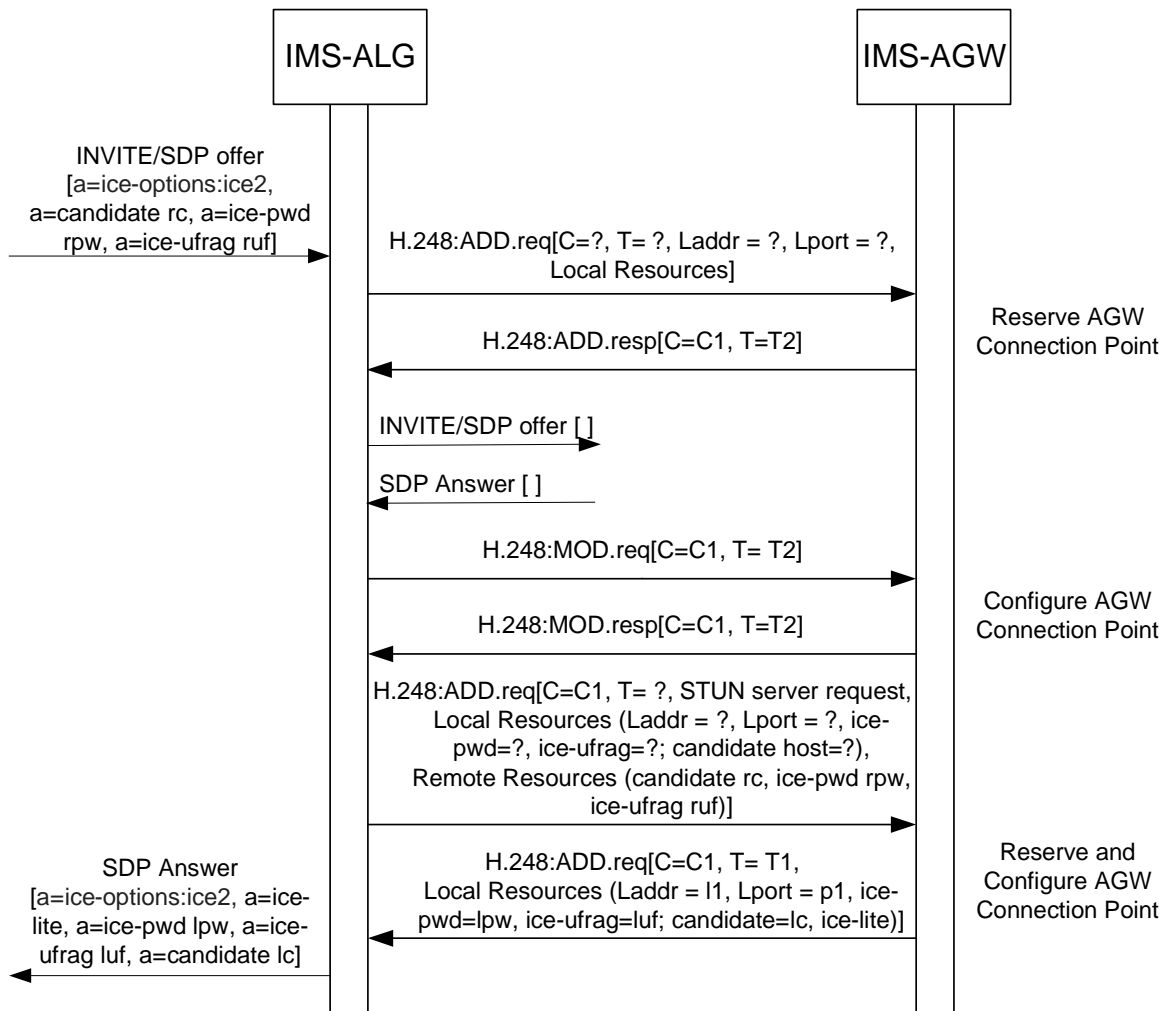 IMS-ALG
IMS-AGW
INVITE/SDP offer
[a=ice-options:ice2,
a=candidate rc, a=ice-pwd
rpw, a=ice-ufrag ruf]
H.248:ADD.req[C=?, T= ?, Laddr = ?, Lport = ?,
Local Resources]
Reserve AGW
Connection Point
H.248:ADD.resp[C=C1, T=T2]
INVITE/SDP offer [ ]
SDP Answer [ ]
H.248:MOD.req[C=C1, T= T2]
Configure AGW
Connection Point
H.248:MOD.resp[C=C1, T=T2]
H.248:ADD.req[C=C1, T= ?, STUN server request,
Local Resources (Laddr = ?, Lport = ?, ice-
pwd=?, ice-ufrag=?; candidate host=?),
Remote Resources (candidate rc, ice-pwd rpw,
ice-ufrag ruf)]
H.248:ADD.req[C=C1, T= T1,
Local Resources (Laddr = l1, Lport = p1, ice-
pwd=lpw, ice-ufrag=luf; candidate=lc, ice-lite)]
Reserve and
Configure AGW
Connection Point
SDP Answer
[a=ice-options:ice2, a=ice-
lite, a=ice-pwd lpw, a=ice-
ufrag luf, a=candidate lc]